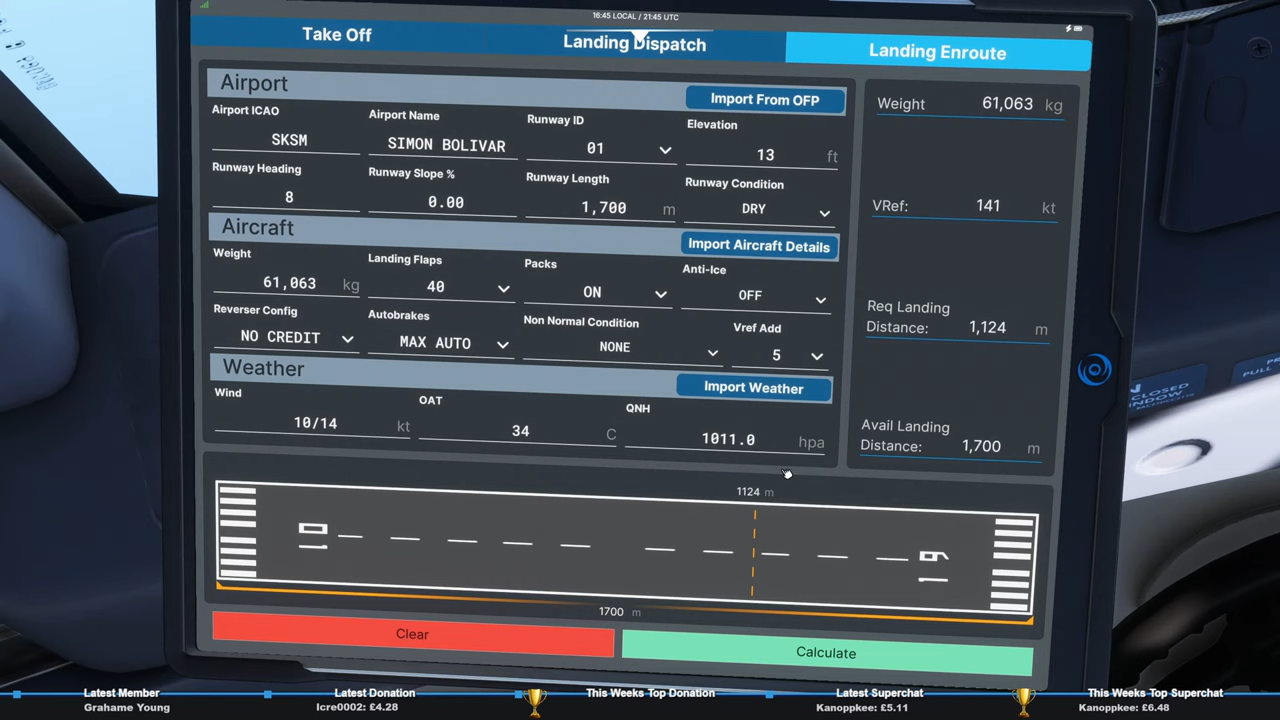 16:45 LOCAL / 21:45 UTC
Take Off
Landing Dispatch
Landing Enroute
Airport
Import From OFP
Airport ICAO
Airport Name
Runway ID
Elevation
SKSM
SIMON BOLIVAR
01
13 ft
Runway Heading
Runway Slope %
Runway Length
Runway Condition
8
0.00
1,700 m
DRY
Aircraft
Import Aircraft Details
Weight
Landing Flaps
Packs
Anti-Ice
61,063 kg
40
ON
OFF
Reverser Config
Autobrakes
Non Normal Condition
Vref Add
NO CREDIT
MAX AUTO
NONE
5
Weather
Import Weather
Wind
OAT
QNH
10/14 kt
34 C
1011.0 hpa
Weight 61,063 kg
VRef: 141 kt
Req Landing
Distance: 1,124 m
Avail Landing
Distance: 1,700 m
1124 m
01
19
1700 m
Clear
Calculate
CLOSED
WINDOW
PULL
Latest Member
Grahame Young
Latest Donation
Icre0002: £4.28
This Weeks Top Donation
Latest Superchat
Kanoppkee: £5.11
This Weeks Top Superchat
Kanoppkee: £6.48